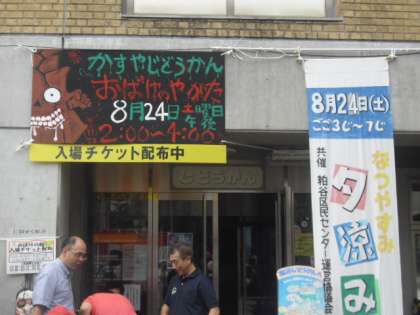 かすやじどうかん
おばけのやかた
8月24日土曜日
午後
2:00〜4:00
入場チケット配布中
じどうかん
8月24日(土)
ごご3じ〜7じ
なつやすみ
夕涼み
共催 粕谷区民センター運営協議会